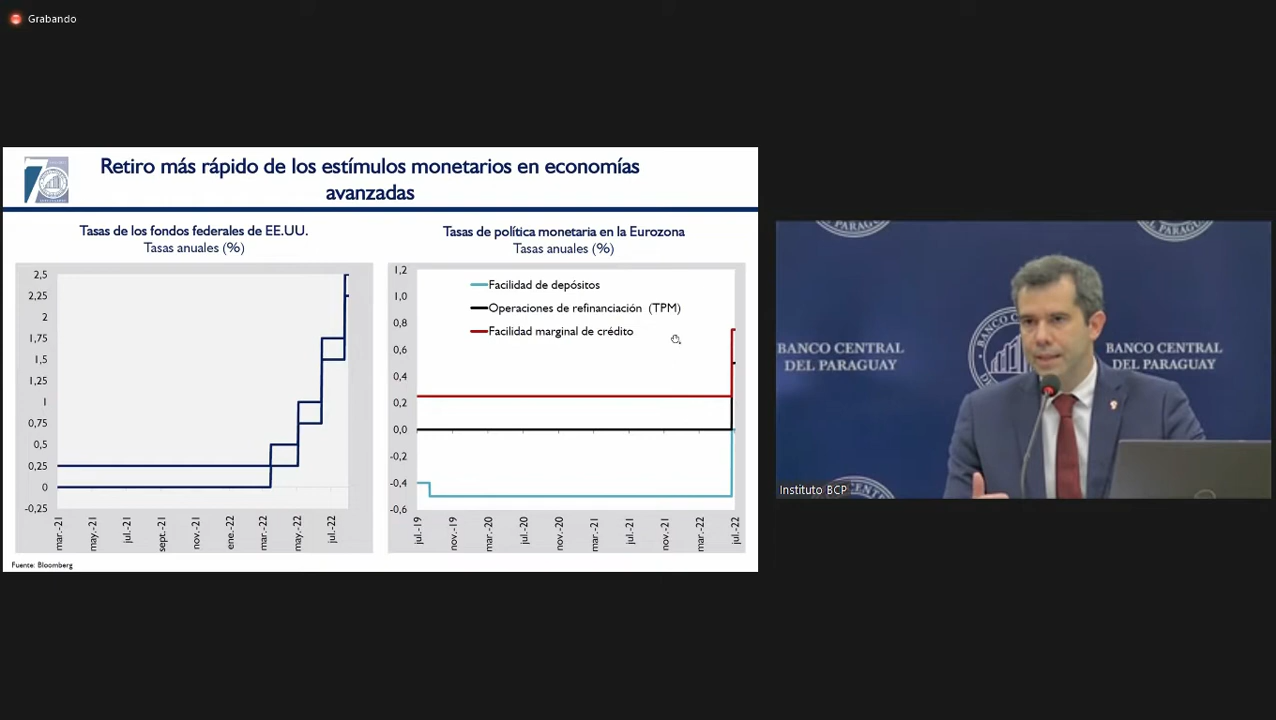 Grabando
Retiro más rápido de los estímulos monetarios en economías
avanzadas
Tasas de los fondos federales de EE.UU.
Tasas anuales (%)
2,5
2,25
2
1,75
1,5
1,25
1
0,75
0,5
0,25
0
-0,25
mar.-21
may.-21
jul.-21
sept.-21
nov.-21
ene.-22
mar.-22
may.-22
jul.-22
Tasas de política monetaria en la Eurozona
Tasas anuales (%)
1,2
1,0
0,8
0,6
0,4
0,2
0,0
-0,2
-0,4
-0,6
Facilidad de depósitos
Operaciones de refinanciación (TPM)
Facilidad marginal de crédito
jul.-19
nov.-19
mar.-20
jul.-20
nov.-20
mar.-21
jul.-21
nov.-21
mar.-22
jul.-22
Fuente: Bloomberg
DEL PARAGUAY
BANCO CENTRAL
DEL PARAGUAY
BANCO CENTRAL
DEL PARAGUAY
Instituto BCP